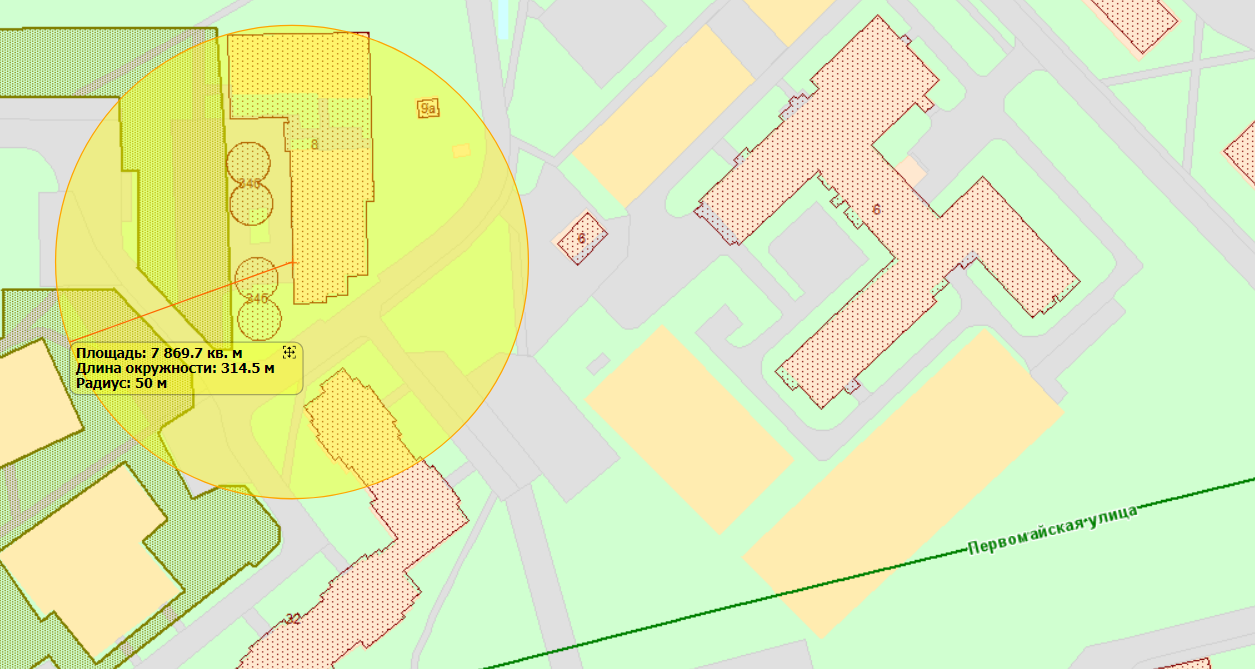 9а
8
24б
24б
6
6
Площадь: 7 869.7 кв. м
Длина окружности: 314.5 м
Радиус: 50 м
Первомайская улица
32